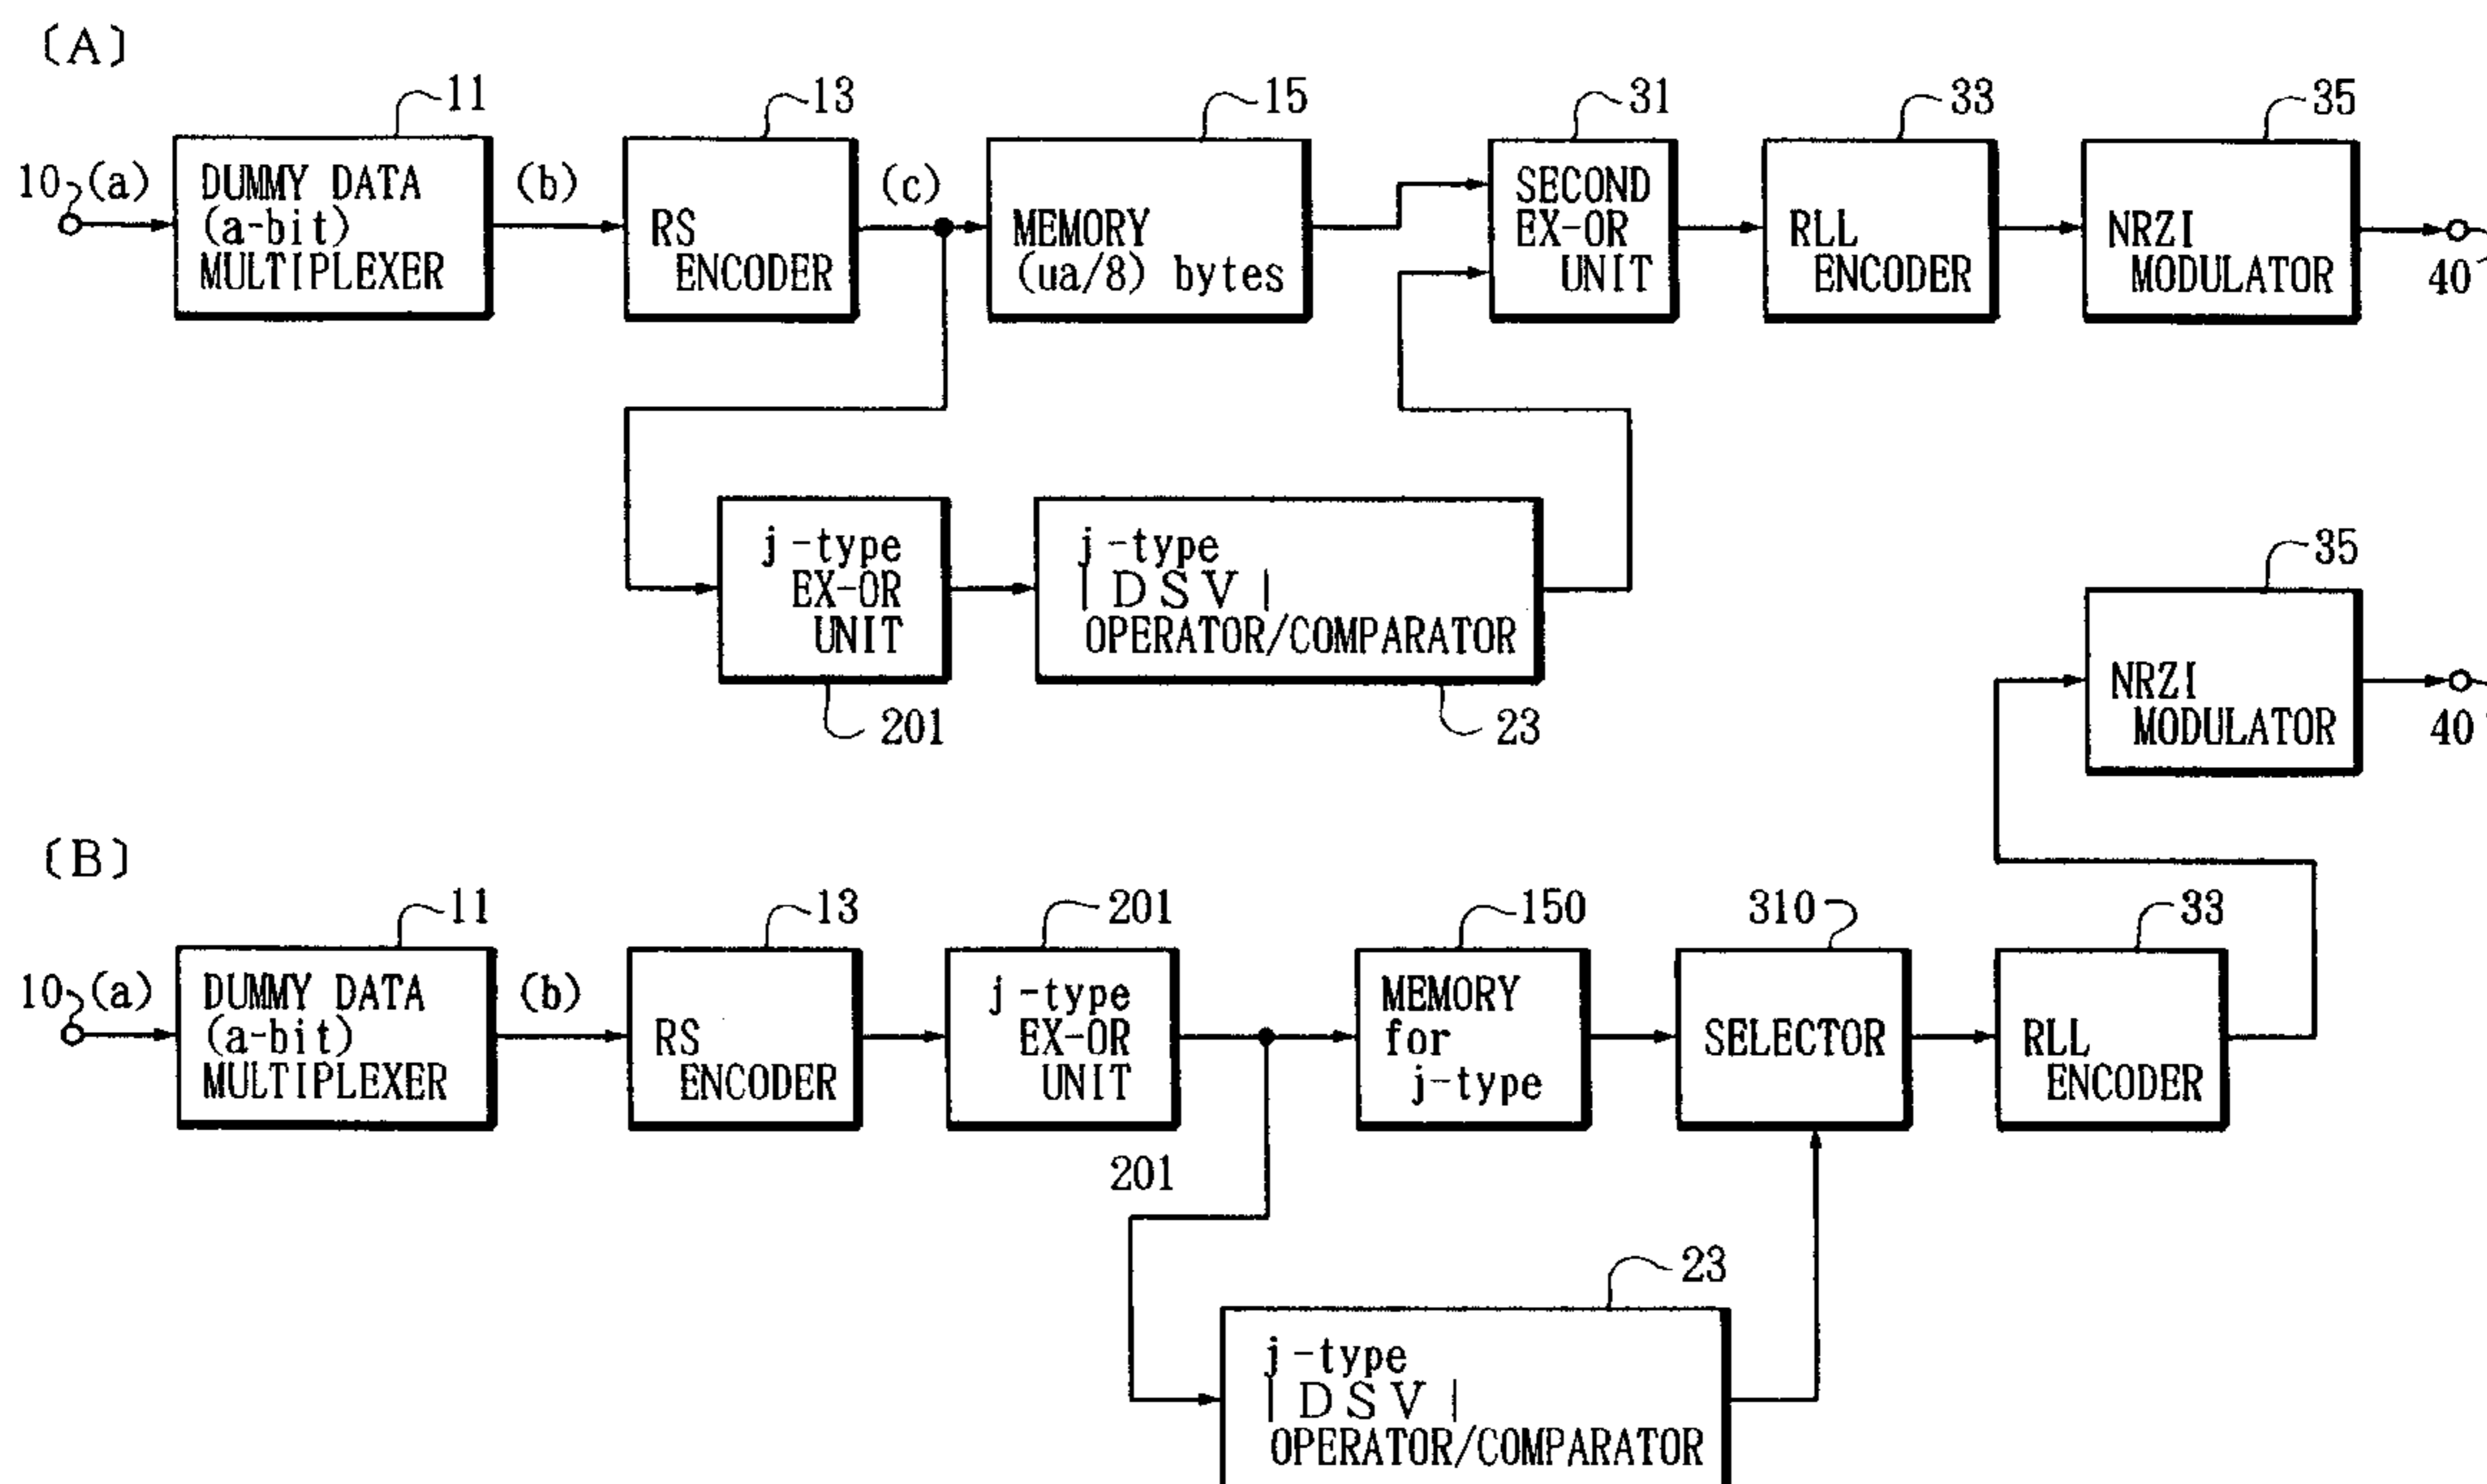 〔A〕
11
13
15
31
33
35
10 (a)
DUMMY DATA
(a-bit)
MULTIPLEXER
(b)
RS
ENCODER
(c)
MEMORY
(ua/8) bytes
SECOND
EX-OR
UNIT
RLL
ENCODER
NRZI
MODULATOR
40
j-type
EX-OR
UNIT
201
j-type
|DSV|
OPERATOR/COMPARATOR
23
35
NRZI
MODULATOR
40
〔B〕
11
13
201
150
310
33
10 (a)
DUMMY DATA
(a-bit)
MULTIPLEXER
(b)
RS
ENCODER
j-type
EX-OR
UNIT
201
MEMORY
for
j-type
SELECTOR
RLL
ENCODER
23
j-type
|DSV|
OPERATOR/COMPARATOR